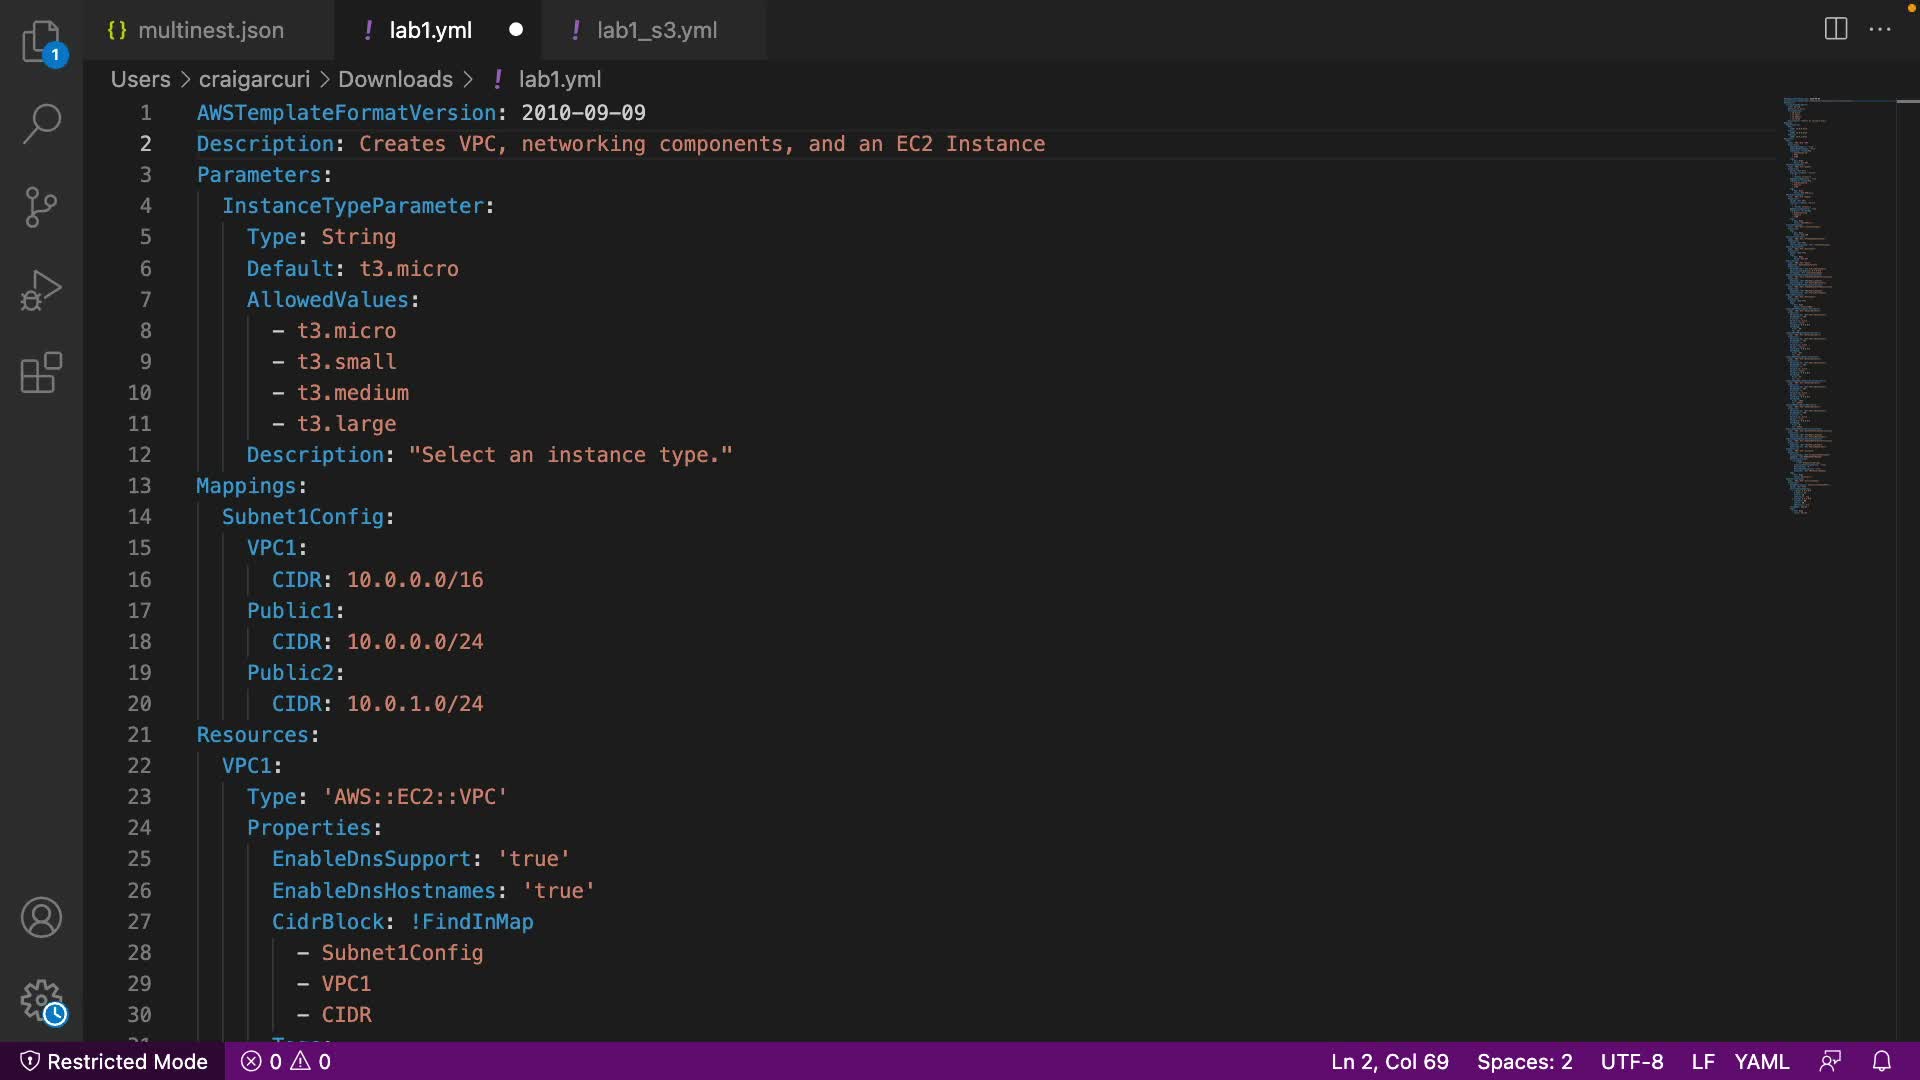 {} multinest.json
! lab1.yml
! lab1_s3.yml
1
Users > craigarcuri > Downloads > ! lab1.yml
1 AWSTemplateFormatVersion: 2010-09-09
2 Description: Creates VPC, networking components, and an EC2 Instance
3 Parameters:
4 InstanceTypeParameter:
5 Type: String
6 Default: t3.micro
7 AllowedValues:
8 - t3.micro
9 - t3.small
10 - t3.medium
11 - t3.large
12 Description: "Select an instance type."
13 Mappings:
14 Subnet1Config:
15 VPC1:
16 CIDR: 10.0.0.0/16
17 Public1:
18 CIDR: 10.0.0.0/24
19 Public2:
20 CIDR: 10.0.1.0/24
21 Resources:
22 VPC1:
23 Type: 'AWS::EC2::VPC'
24 Properties:
25 EnableDnsSupport: 'true'
26 EnableDnsHostnames: 'true'
27 CidrBlock: !FindInMap
28 - Subnet1Config
29 - VPC1
30 - CIDR
Restricted Mode 0 0 Ln 2, Col 69 Spaces: 2 UTF-8 LF YAML